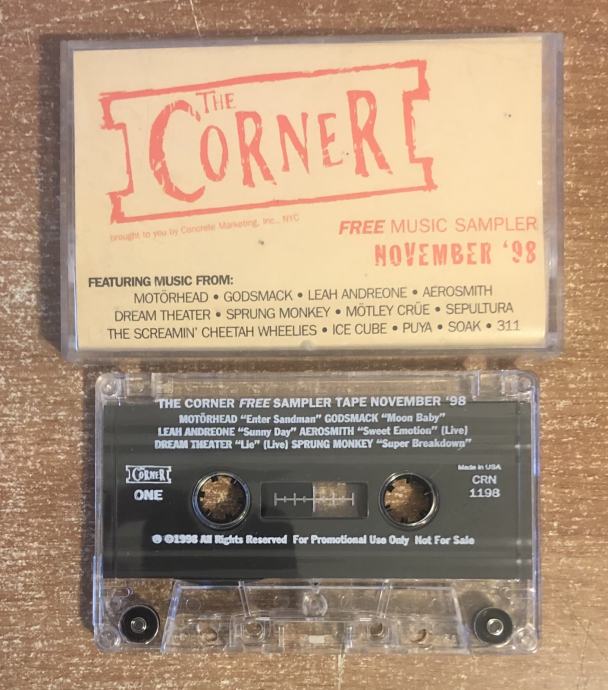 THE
CORNER
brought to you by Concrete Marketing, Inc., NYC
FREE MUSIC SAMPLER
NOVEMBER '98
FEATURING MUSIC FROM:
MOTÖRHEAD • GODSMACK • LEAH ANDREONE • AEROSMITH
DREAM THEATER • SPRUNG MONKEY • MÖTLEY CRÜE • SEPULTURA
THE SCREAMIN' CHEETAH WHEELIES • ICE CUBE • PUYA • SOAK • 311
THE CORNER FREE SAMPLER TAPE NOVEMBER '98
MOTÖRHEAD "Enter Sandman" GODSMACK "Moon Baby"
LEAH ANDREONE "Sunny Day" AEROSMITH "Sweet Emotion" (Live)
DREAM THEATER "Lie" (Live) SPRUNG MONKEY "Super Breakdown"
THE CORNER
ONE
Made in USA
CRN
1198
℗ ©1998 All Rights Reserved For Promotional Use Only Not For Sale